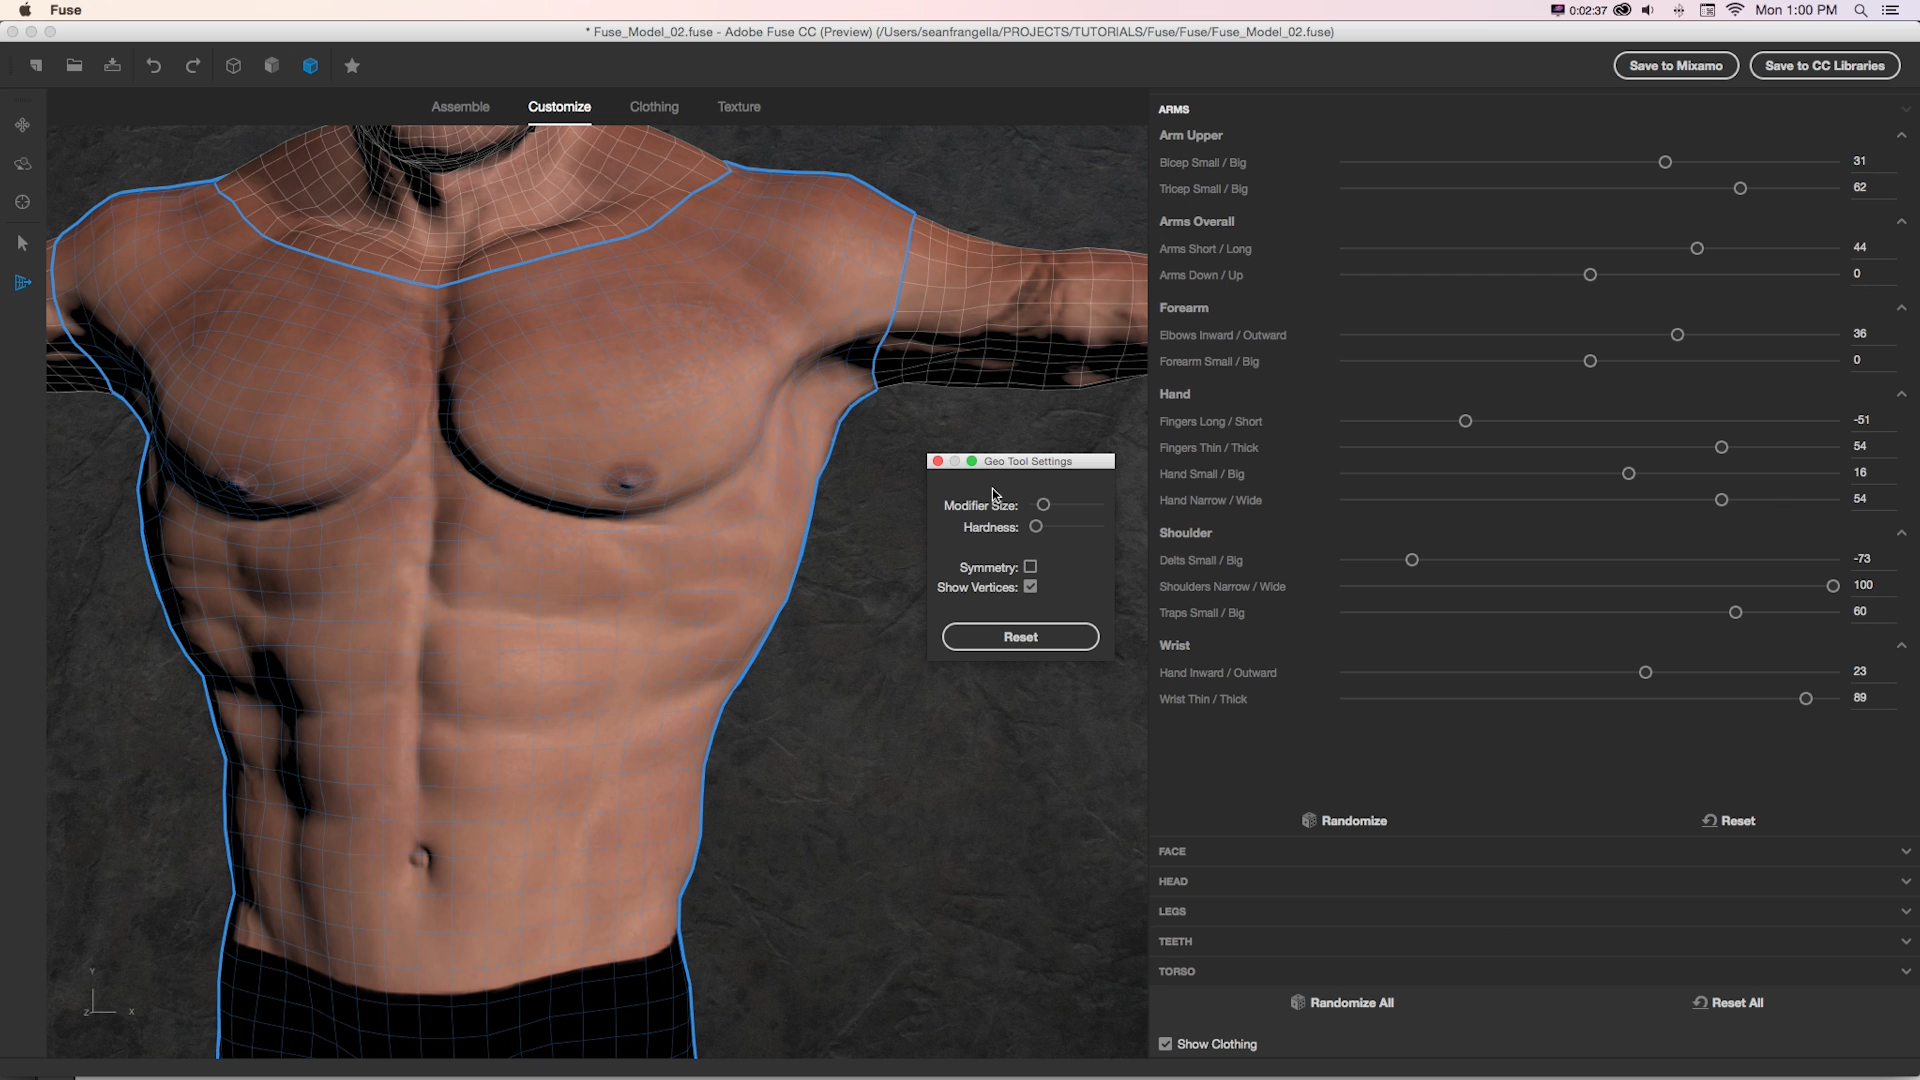 Fuse
0:02:37
Mon 1:00 PM
* Fuse_Model_02.fuse - Adobe Fuse CC (Preview) (/Users/seanfrangella/PROJECTS/TUTORIALS/Fuse/Fuse/Fuse_Model_02.fuse)
Save to Mixamo
Save to CC Libraries
Assemble
Customize
Clothing
Texture
ARMS
Arm Upper
Bicep Small / Big 31
Tricep Small / Big 62
Arms Overall
Arms Short / Long 44
Arms Down / Up 0
Forearm
Elbows Inward / Outward 36
Forearm Small / Big 0
Hand
Fingers Long / Short -51
Fingers Thin / Thick 54
Hand Small / Big 16
Hand Narrow / Wide 54
Shoulder
Delts Small / Big -73
Shoulders Narrow / Wide 100
Traps Small / Big 60
Wrist
Hand Inward / Outward 23
Wrist Thin / Thick 89
Randomize
Reset
FACE
HEAD
LEGS
TEETH
TORSO
Randomize All
Reset All
Show Clothing
Geo Tool Settings
Modifier Size:
Hardness:
Symmetry:
Show Vertices:
Reset
Y
Z
X